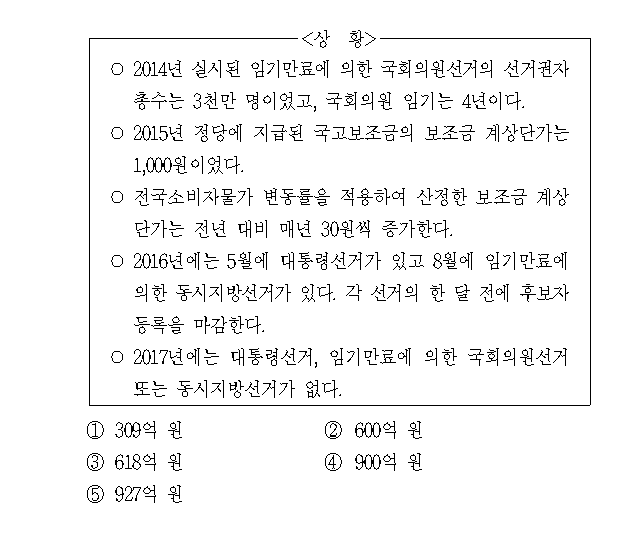 <상 황>
○ 2014년 실시된 임기만료에 의한 국회의원선거의 선거권자
총수는 3천만 명이었고, 국회의원 임기는 4년이다.
○ 2015년 정당에 지급된 국고보조금의 보조금 계상단가는
1,000원이었다.
○ 전국소비자물가 변동률을 적용하여 산정한 보조금 계상
단가는 전년 대비 매년 30원씩 증가한다.
○ 2016년에는 5월에 대통령선거가 있고 8월에 임기만료에
의한 동시지방선거가 있다. 각 선거의 한 달 전에 후보자
등록을 마감한다.
○ 2017년에는 대통령선거, 임기만료에 의한 국회의원선거
또는 동시지방선거가 없다.
① 309억 원 ② 600억 원
③ 618억 원 ④ 900억 원
⑤ 927억 원